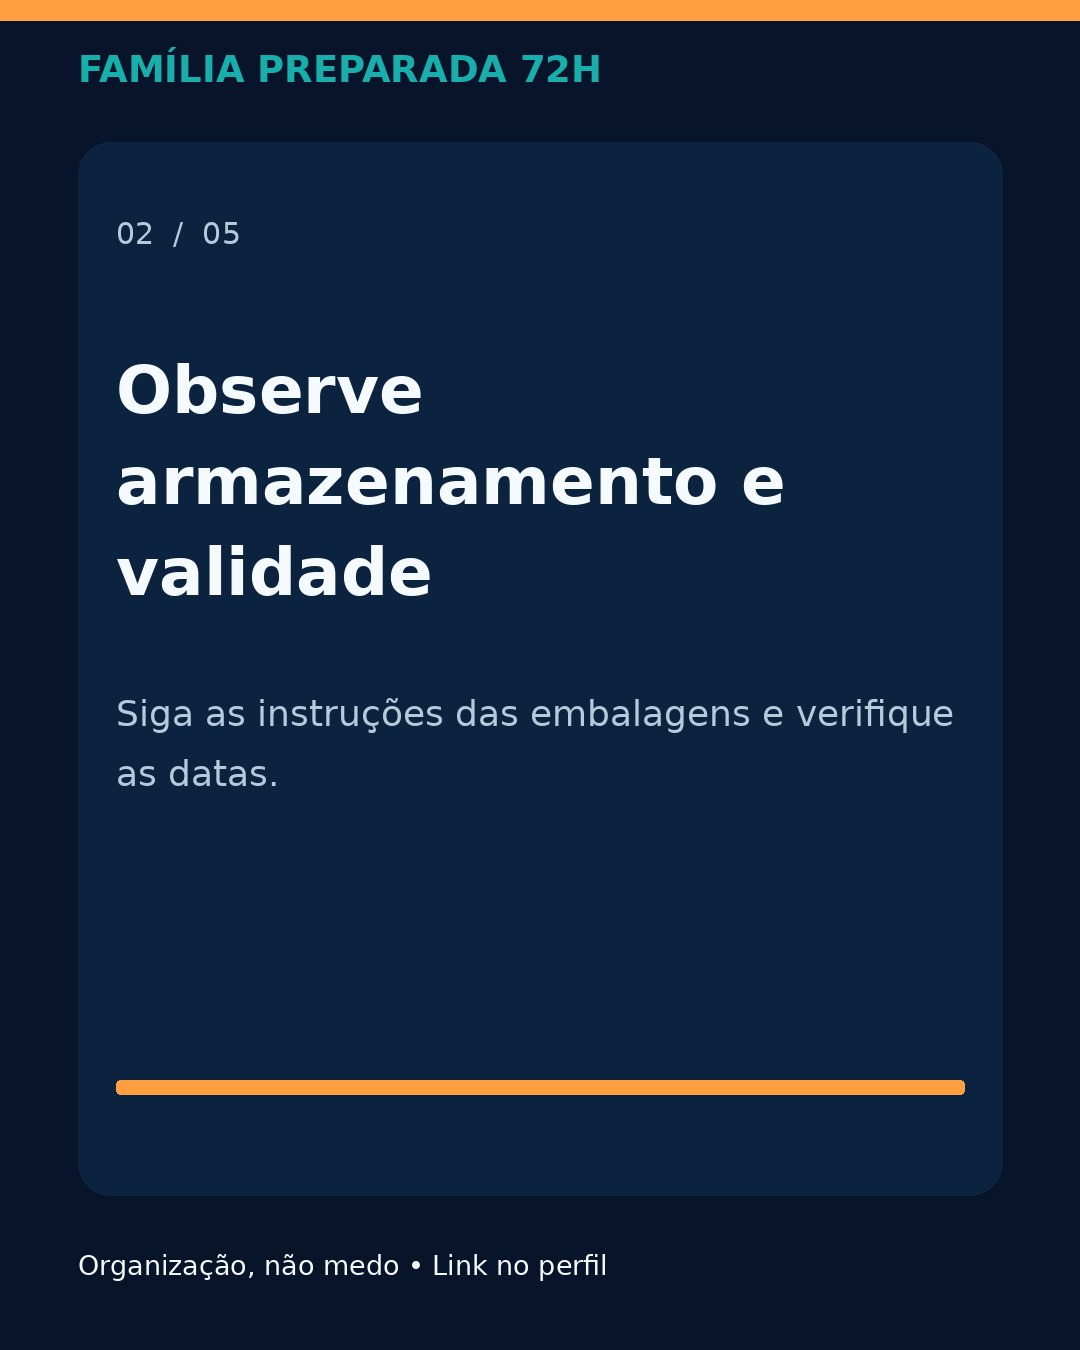 FAMÍLIA PREPARADA 72H
02 / 05
Observe
armazenamento e
validade
Siga as instruções das embalagens e verifique
as datas.
Organização, não medo • Link no perfil